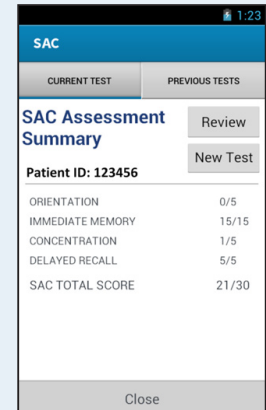 1:23
SAC
CURRENT TEST PREVIOUS TESTS
SAC Assessment Summary
Review
New Test
Patient ID: 123456
ORIENTATION 0/5
IMMEDIATE MEMORY 15/15
CONCENTRATION 1/5
DELAYED RECALL 5/5
SAC TOTAL SCORE 21/30
Close